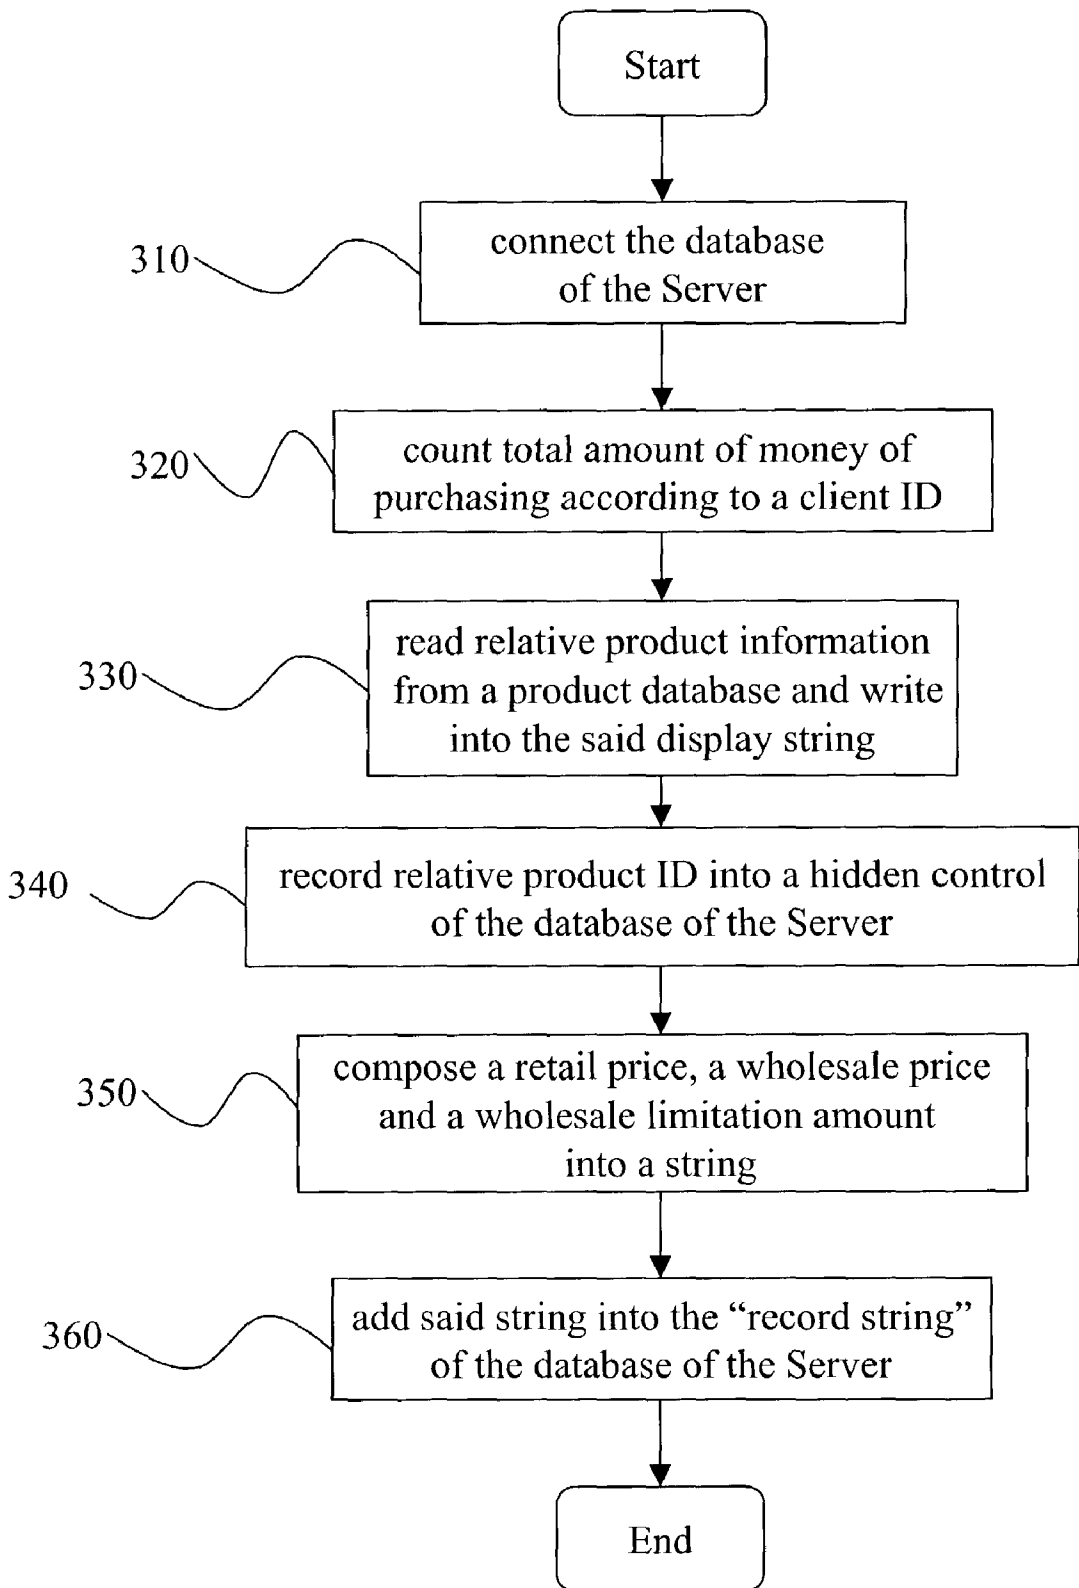 Start
310
connect the database
of the Server
320
count total amount of money of
purchasing according to a client ID
330
read relative product information
from a product database and write
into the said display string
340
record relative product ID into a hidden control
of the database of the Server
350
compose a retail price, a wholesale price
and a wholesale limitation amount
into a string
360
add said string into the “record string”
of the database of the Server
End